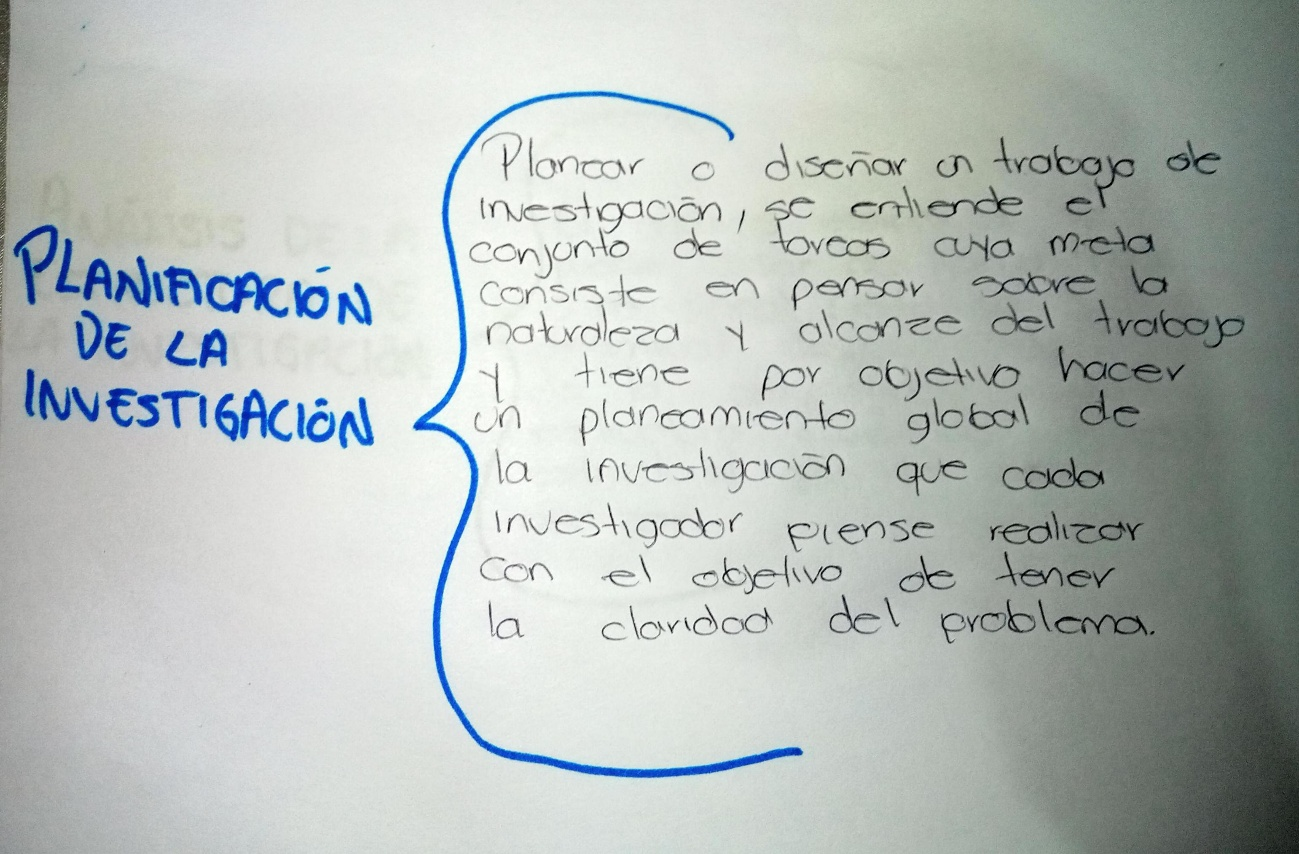 PLANIFICACIÓN
DE LA
INVESTIGACIÓN
Planear o diseñar un trabajo de
investigación, se entiende el
conjunto de tareas cuya meta
consiste en pensar sobre la
naturaleza y alcanze del trabajo
y tiene por objetivo hacer
un planeamiento global de
la investigación que cada
investigador piense realizar
con el objetivo de tener
la claridad del problema.